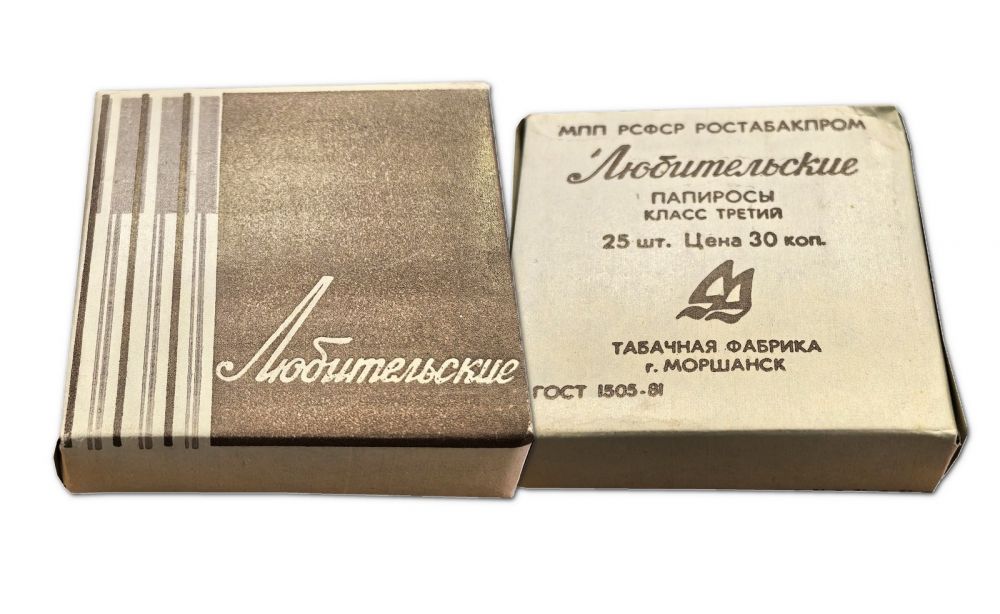 Любительские
МПП РСФСР РОСТАБАКПРОМ
Любительские
ПАПИРОСЫ
КЛАСС ТРЕТИЙ
25 шт. Цена 30 коп.
ТАБАЧНАЯ ФАБРИКА
г. МОРШАНСК
ГОСТ 1505-81